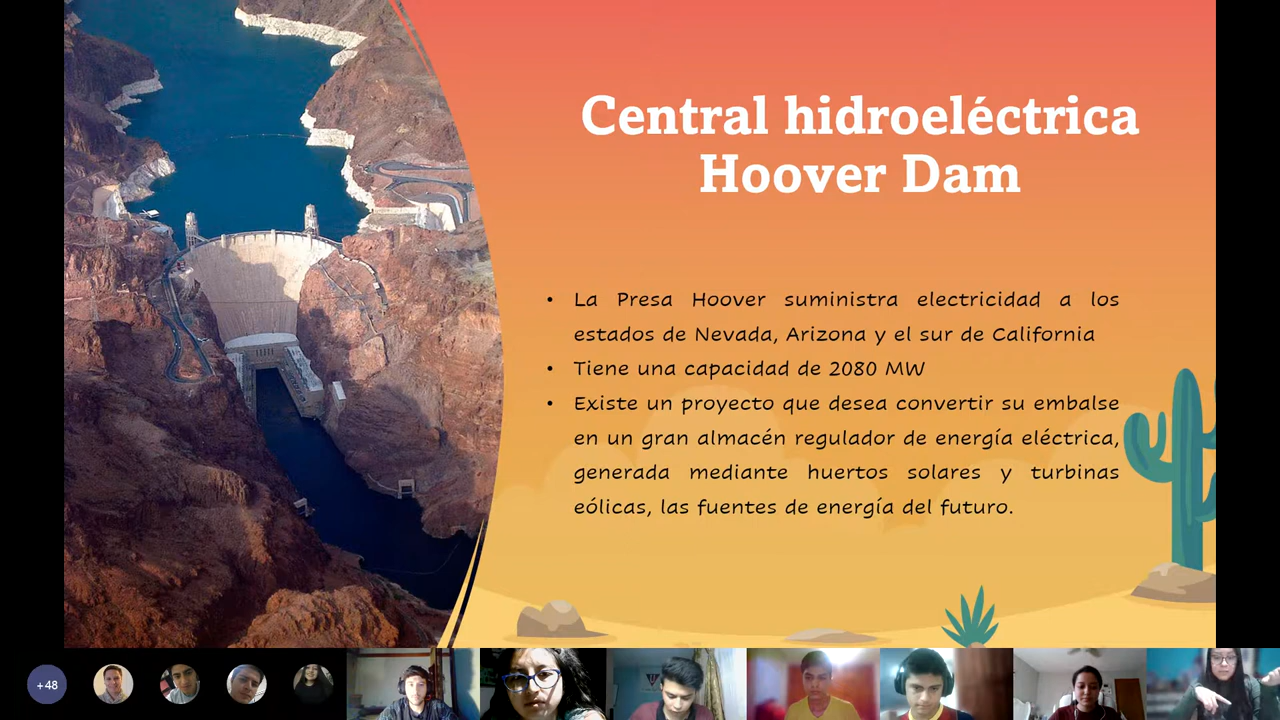 Central hidroeléctrica
Hoover Dam
• La Presa Hoover suministra electricidad a los
estados de Nevada, Arizona y el sur de California
• Tiene una capacidad de 2080 MW
• Existe un proyecto que desea convertir su embalse
en un gran almacén regulador de energía eléctrica,
generada mediante huertos solares y turbinas
eólicas, las fuentes de energía del futuro.
+48